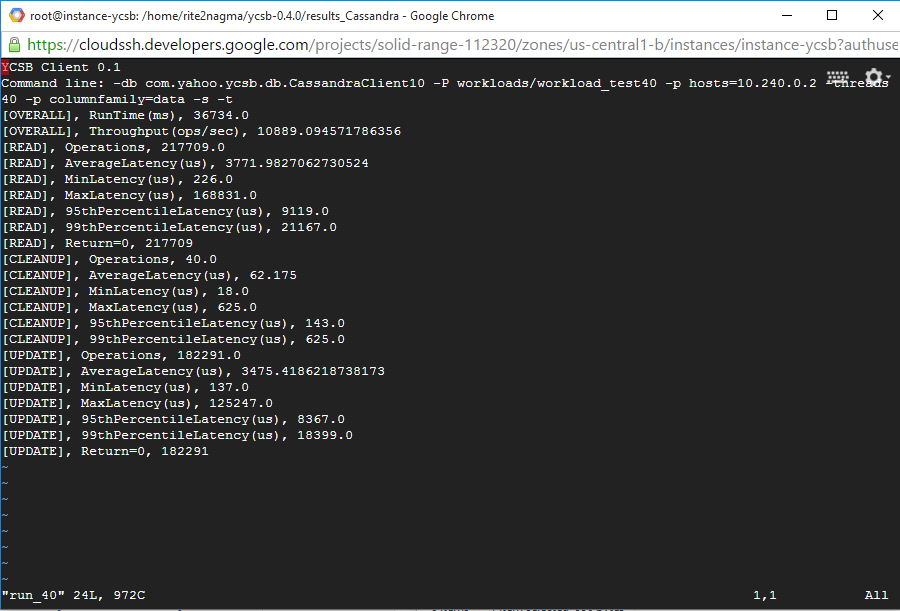 root@instance-ycsb: /home/rite2nagma/ycsb-0.4.0/results_Cassandra - Google Chrome
https://cloudssh.developers.google.com/projects/solid-range-112320/zones/us-central1-b/instances/instance-ycsb?authuse
YCSB Client 0.1
Command line: -db com.yahoo.ycsb.db.CassandraClient10 -P workloads/workload_test40 -p hosts=10.240.0.2 -threads
40 -p columnfamily=data -s -t
[OVERALL], RunTime(ms), 36734.0
[OVERALL], Throughput(ops/sec), 10889.094571786356
[READ], Operations, 217709.0
[READ], AverageLatency(us), 3771.9827062730524
[READ], MinLatency(us), 226.0
[READ], MaxLatency(us), 168831.0
[READ], 95thPercentileLatency(us), 9119.0
[READ], 99thPercentileLatency(us), 21167.0
[READ], Return=0, 217709
[CLEANUP], Operations, 40.0
[CLEANUP], AverageLatency(us), 62.175
[CLEANUP], MinLatency(us), 18.0
[CLEANUP], MaxLatency(us), 625.0
[CLEANUP], 95thPercentileLatency(us), 143.0
[CLEANUP], 99thPercentileLatency(us), 625.0
[UPDATE], Operations, 182291.0
[UPDATE], AverageLatency(us), 3475.4186218738173
[UPDATE], MinLatency(us), 137.0
[UPDATE], MaxLatency(us), 125247.0
[UPDATE], 95thPercentileLatency(us), 8367.0
[UPDATE], 99thPercentileLatency(us), 18399.0
[UPDATE], Return=0, 182291
~
~
~
~
~
~
~
~
"run_40" 24L, 972C 1,1 All